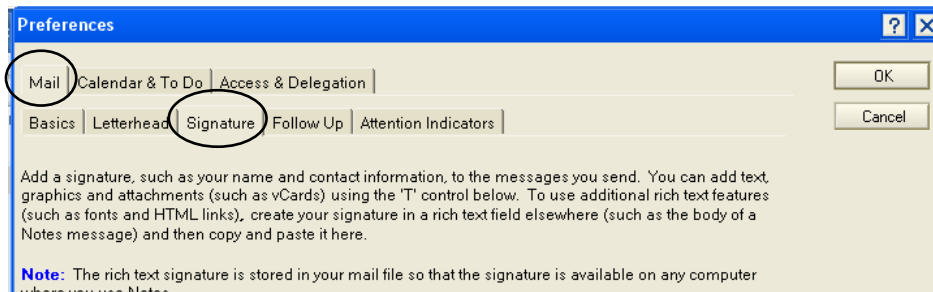 Preferences
Mail Calendar & To Do Access & Delegation OK
Basics Letterhead Signature Follow Up Attention Indicators Cancel
Add a signature, such as your name and contact information, to the messages you send. You can add text,
graphics and attachments (such as vCards) using the 'T' control below. To use additional rich text features
(such as fonts and HTML links), create your signature in a rich text field elsewhere (such as the body of a
Notes message) and then copy and paste it here.
Note: The rich text signature is stored in your mail file so that the signature is available on any computer
where you use Notes